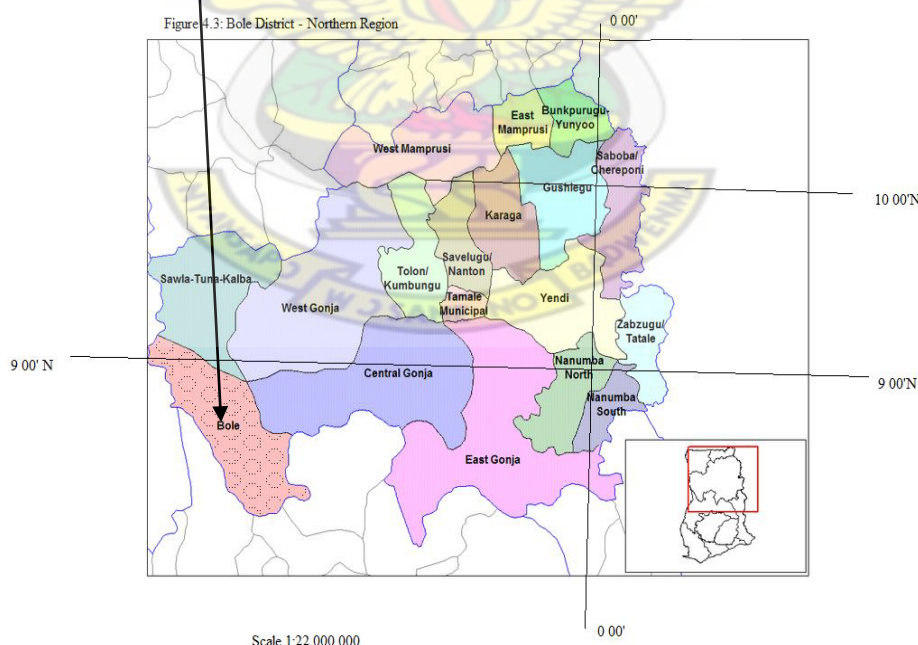 Figure 4.3: Bole District - Northern Region
0 00'
East
Mamprusi
Bunkpurugu-
Yunyoo
West Mamprusi
Saboba/
Chereponi
Gushiegu
10 00'N
Karaga
Savelugu/
Nanton
Sawla-Tuna-Kalba
Tolon/
Kumbungu
West Gonja
Tamale
Municipal
Yendi
Zabzugu/
Tatale
9 00' N
Central Gonja
Nanumba
North
9 00'N
Nanumba
South
Bole
East Gonja
0 00'
Scale 1:22 000 000